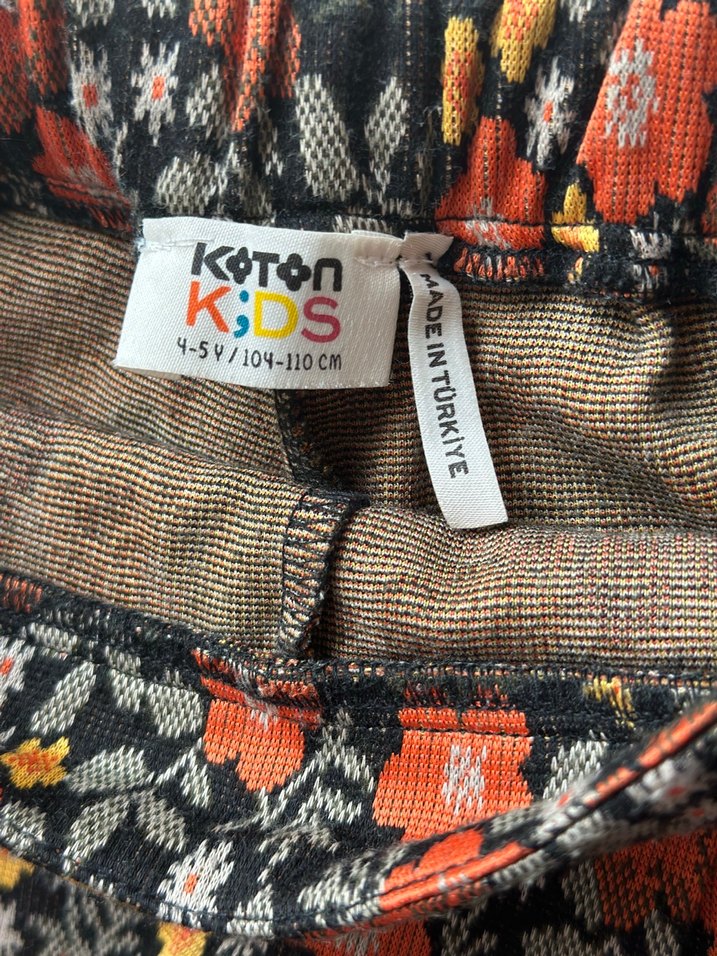 KOTON
KiDS
4-5 Y / 104-110 CM
MADE IN TÜRKİYE